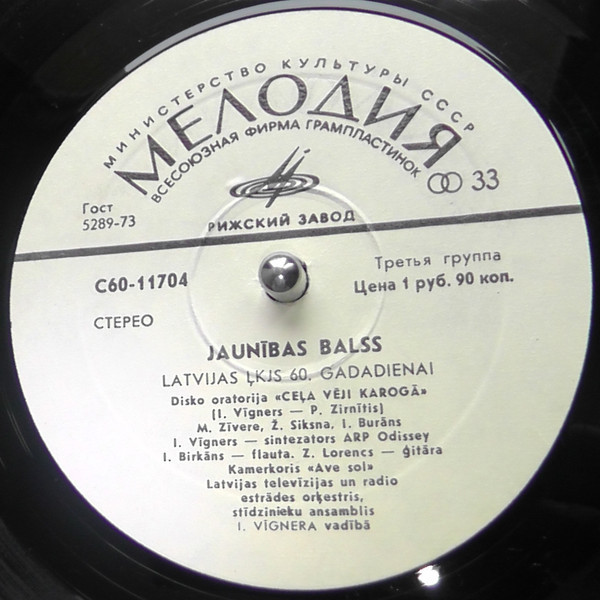 МИНИСТЕРСТВО КУЛЬТУРЫ СССР
МЕЛОДИЯ
ВСЕСОЮЗНАЯ ФИРМА ГРАМПЛАСТИНОК
33
Гост
5289-73
РИЖСКИЙ ЗАВОД
С60-11704
Третья группа
Цена 1 руб. 90 коп.
СТЕРЕО
JAUNĪBAS BALSS
LATVIJAS ĻKJS 60. GADADIENAI
Disko oratorija «CEĻA VĒJI KAROGĀ»
(I. Vīgners — P. Zirnītis)
M. Zīvere, Ž. Siksna, I. Burāns
I. Vīgners — sintezators ARP Odissey
I. Birkāns — flauta. Z. Lorencs — ģitāra
Kamerkoris «Ave sol»
Latvijas televīzijas un radio
estrādes orķestris,
stīdzinieku ansamblis
I. VĪGNERA vadībā